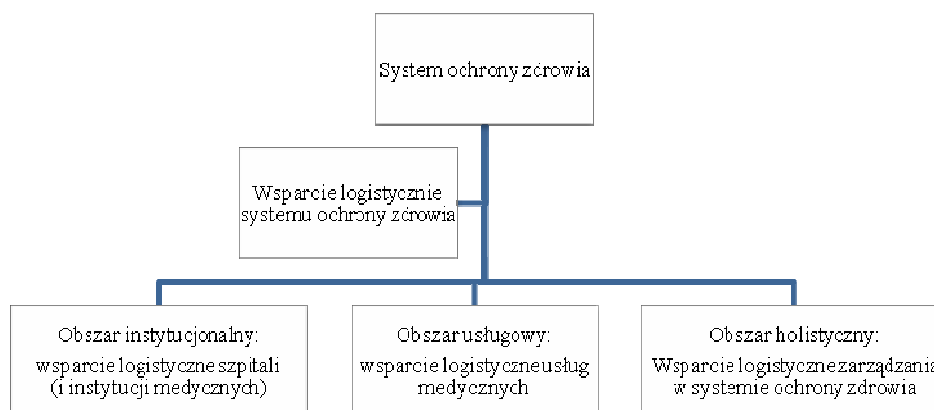 System ochrony zdrowia
Wsparcie logistycznie
systemu ochrony zdrowia
Obszar instytucjonalny:
wsparcie logistyczne szpitali
(i instytucji medycznych)
Obszar usługowy:
wsparcie logistyczne usług
medycznych
Obszar holistyczny:
Wsparcie logistyczne zarządzania
w systemie ochrony zdrowia